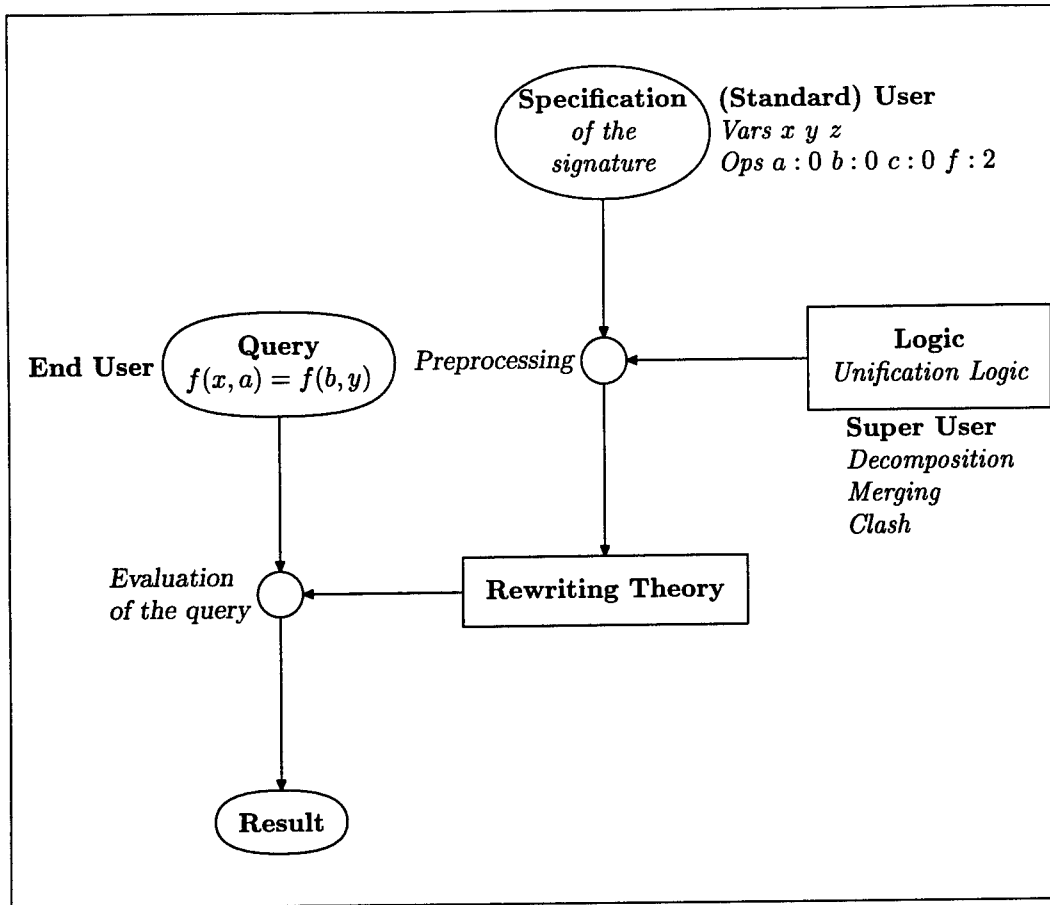 Specification
of the
signature
(Standard) User
Vars x y z
Ops a : 0 b : 0 c : 0 f : 2
End User
Query
f(x, a) = f(b, y)
Preprocessing
Logic
Unification Logic
Super User
Decomposition
Merging
Clash
Evaluation
of the query
Rewriting Theory
Result